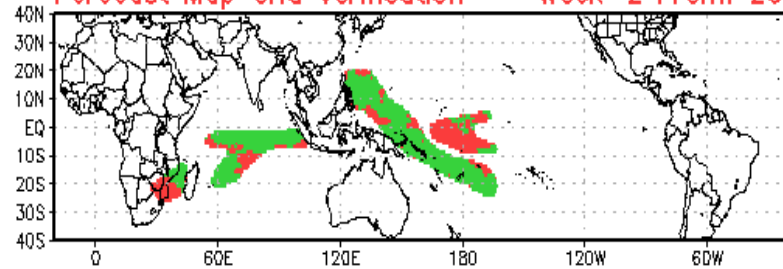 Forecast Map and Verification Week 2 From: 20
40N
30N
20N
10N
EQ
10S
20S
30S
40S
0 60E 120E 180 120W 60W